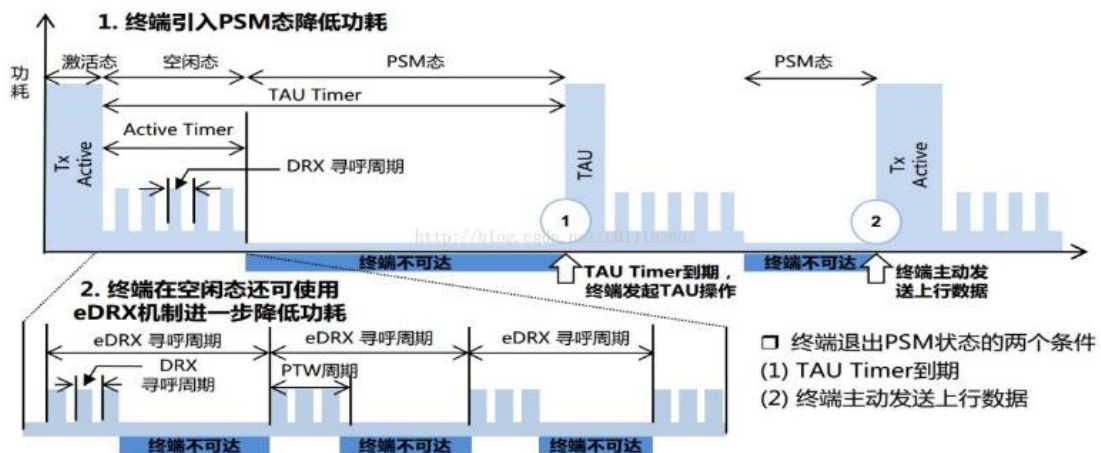 1. 终端引入PSM态降低功耗
功耗
激活态
空闲态
PSM态
PSM态
TAU Timer
Active Timer
DRX 寻呼周期
Tx Active
TAU
Tx Active
1
2
终端不可达
终端不可达
TAU Timer到期，
终端发起TAU操作
终端主动发
送上行数据
2. 终端在空闲态还可使用
eDRX机制进一步降低功耗
eDRX 寻呼周期
eDRX 寻呼周期
eDRX 寻呼周期
DRX
寻呼周期
PTW周期
终端不可达
终端不可达
终端不可达
终端退出PSM状态的两个条件
(1) TAU Timer到期
(2) 终端主动发送上行数据